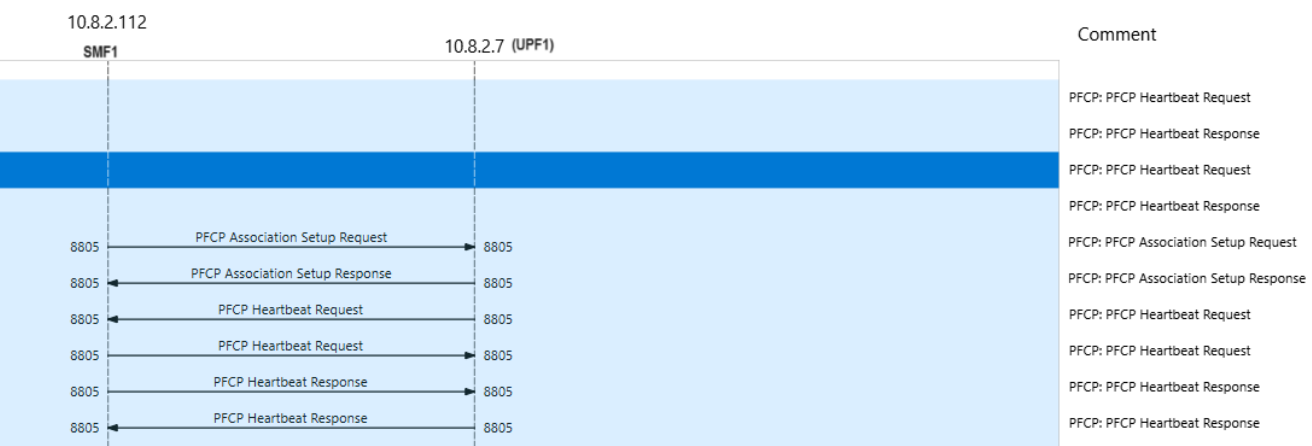 10.8.2.112
SMF1
10.8.2.7 (UPF1)
Comment
PFCP: PFCP Heartbeat Request
PFCP: PFCP Heartbeat Response
PFCP: PFCP Heartbeat Request
PFCP: PFCP Heartbeat Response
8805 PFCP Association Setup Request 8805 PFCP: PFCP Association Setup Request
8805 PFCP Association Setup Response 8805 PFCP: PFCP Association Setup Response
8805 PFCP Heartbeat Request 8805 PFCP: PFCP Heartbeat Request
8805 PFCP Heartbeat Request 8805 PFCP: PFCP Heartbeat Request
8805 PFCP Heartbeat Response 8805 PFCP: PFCP Heartbeat Response
8805 PFCP Heartbeat Response 8805 PFCP: PFCP Heartbeat Response